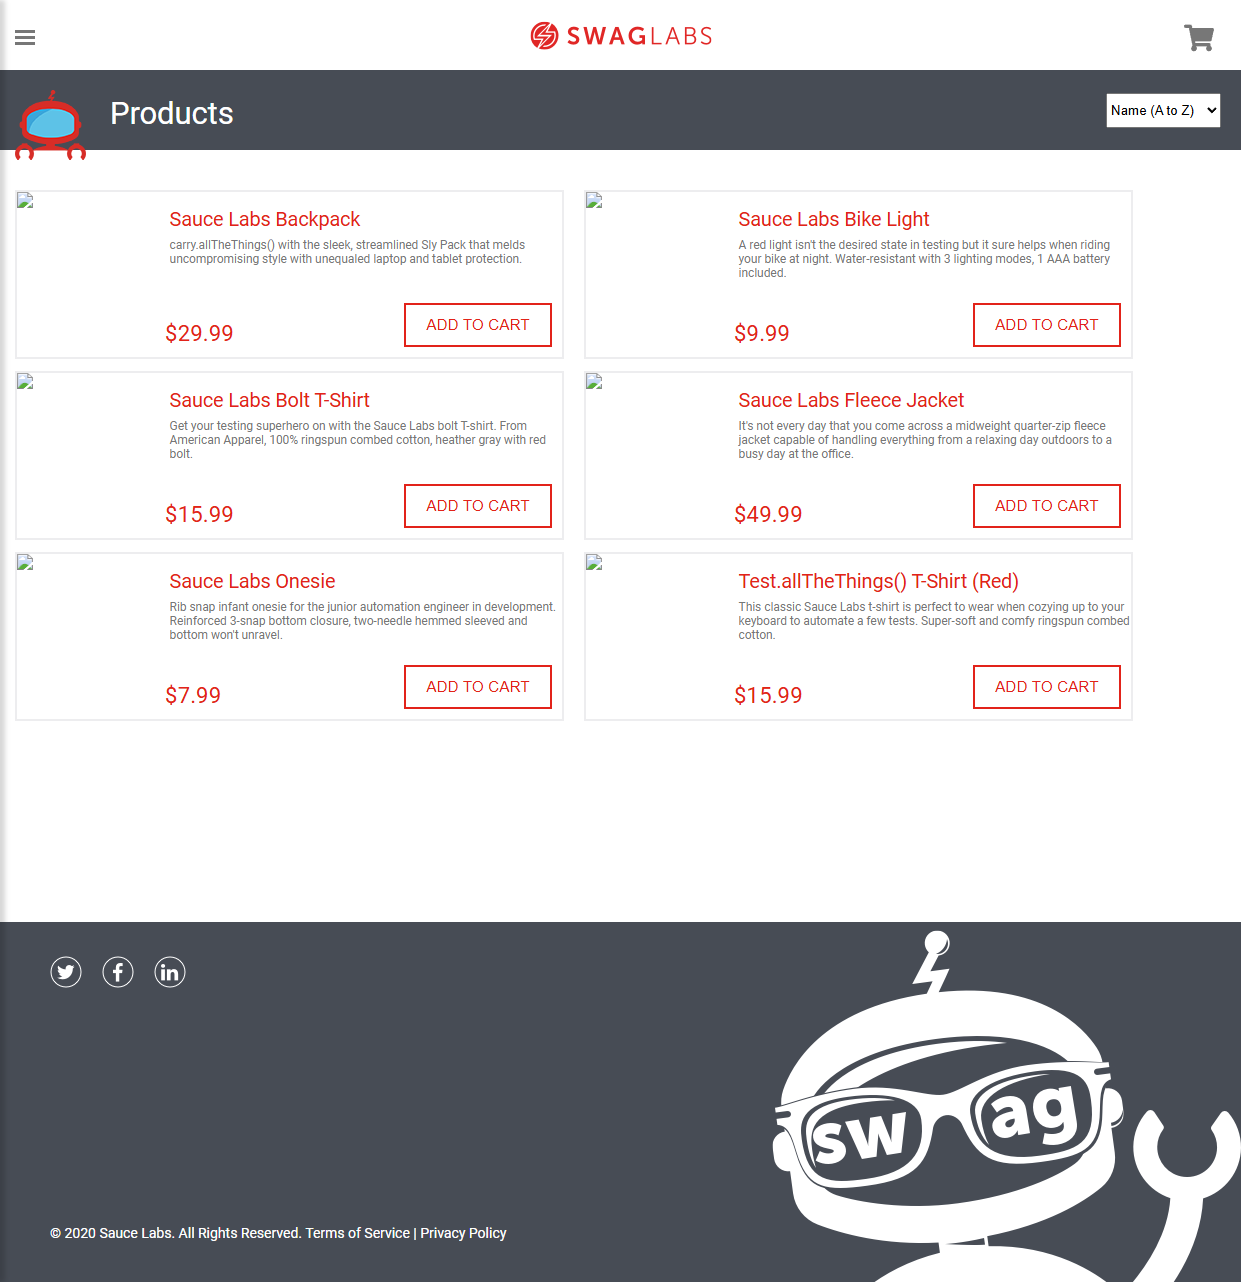 SWAGLABS
Products
Name (A to Z)
Sauce Labs Backpack
carry.allTheThings() with the sleek, streamlined Sly Pack that melds
uncompromising style with unequaled laptop and tablet protection.
$29.99
ADD TO CART
Sauce Labs Bike Light
A red light isn't the desired state in testing but it sure helps when riding
your bike at night. Water-resistant with 3 lighting modes, 1 AAA battery
included.
$9.99
ADD TO CART
Sauce Labs Bolt T-Shirt
Get your testing superhero on with the Sauce Labs bolt T-shirt. From
American Apparel, 100% ringspun combed cotton, heather gray with red
bolt.
$15.99
ADD TO CART
Sauce Labs Fleece Jacket
It's not every day that you come across a midweight quarter-zip fleece
jacket capable of handling everything from a relaxing day outdoors to a
busy day at the office.
$49.99
ADD TO CART
Sauce Labs Onesie
Rib snap infant onesie for the junior automation engineer in development.
Reinforced 3-snap bottom closure, two-needle hemmed sleeved and
bottom won't unravel.
$7.99
ADD TO CART
Test.allTheThings() T-Shirt (Red)
This classic Sauce Labs t-shirt is perfect to wear when cozying up to your
keyboard to automate a few tests. Super-soft and comfy ringspun combed
cotton.
$15.99
ADD TO CART
swag
© 2020 Sauce Labs. All Rights Reserved. Terms of Service | Privacy Policy